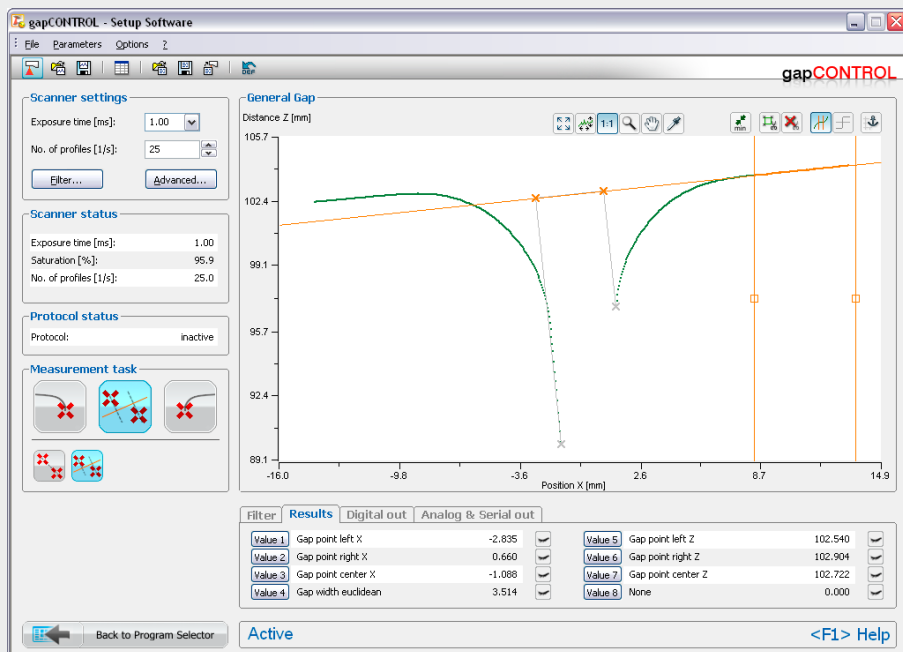 gapCONTROL - Setup Software
File Parameters Options ?
DEF
gapCONTROL
Scanner settings
Exposure time [ms]: 1.00
No. of profiles [1/s]: 25
Filter... Advanced...
Scanner status
Exposure time [ms]: 1.00
Saturation [%]: 95.9
No. of profiles [1/s]: 25.0
Protocol status
Protocol: inactive
Measurement task
General Gap
Distance Z [mm]
1:1
min
105.7
102.4
99.1
95.7
92.4
89.1
-16.0 -9.8 -3.6 2.6 8.7 14.9
Position X [mm]
Filter Results Digital out Analog & Serial out
Value 1 Gap point left X -2.835 Value 5 Gap point left Z 102.540
Value 2 Gap point right X 0.660 Value 6 Gap point right Z 102.904
Value 3 Gap point center X -1.088 Value 7 Gap point center Z 102.722
Value 4 Gap width euclidean 3.514 Value 8 None 0.000
Back to Program Selector
Active <F1> Help